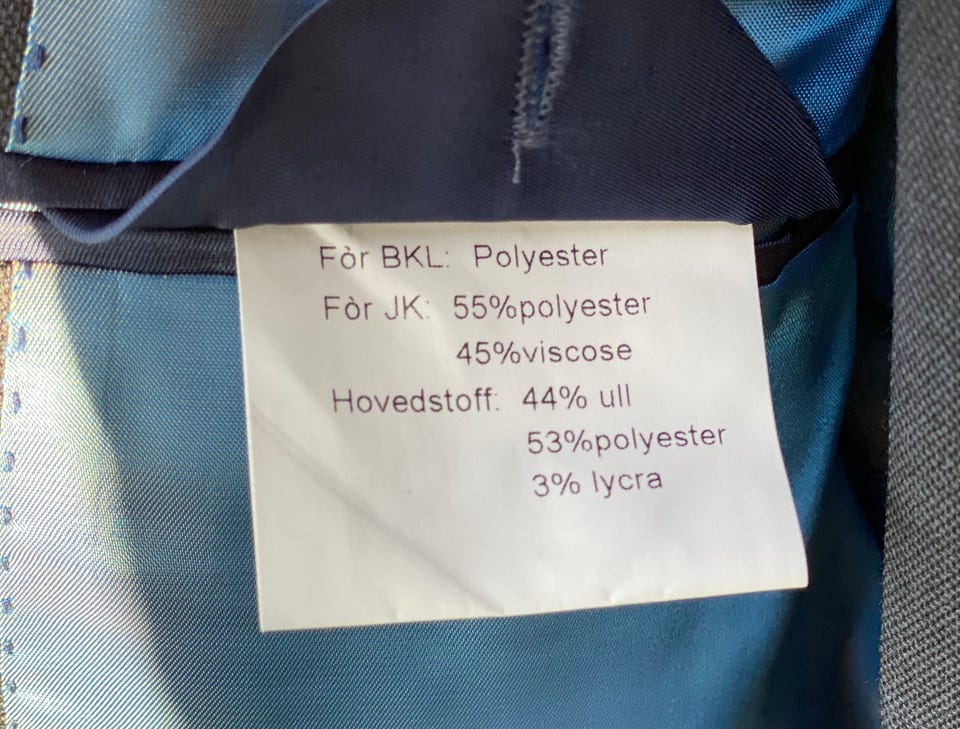 Fòr BKL: Polyester
Fòr JK: 55%polyester
45%viscose
Hovedstoff: 44% ull
53%polyester
3% lycra